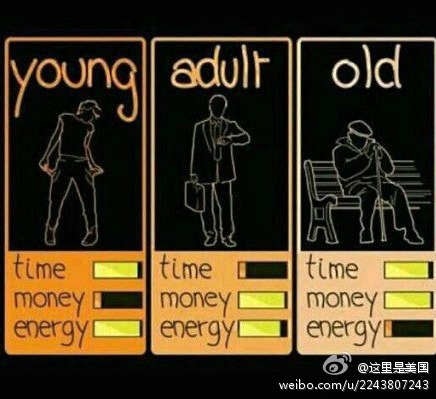 young
time
money
energy
adult
time
money
energy
old
time
money
energy
@这里是美国
weibo.com/u/2243807243